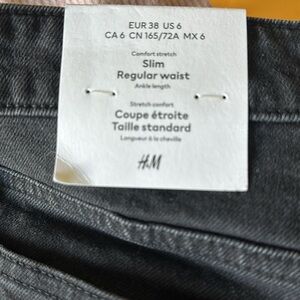 EUR 38 US 6
CA 6 CN 165/72A MX 6
Comfort stretch
Slim
Regular waist
Ankle length
Stretch confort
Coupe étroite
Taille standard
Longueur à la cheville
H&M